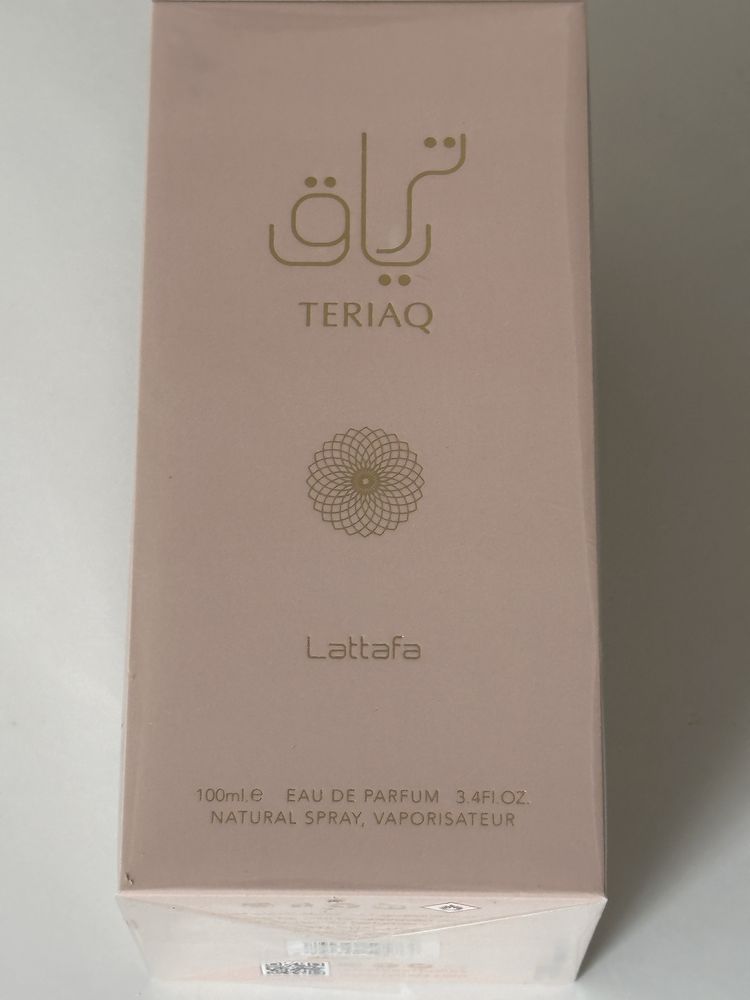 ترياق
TERIAQ
Lattafa
100ml.e EAU DE PARFUM 3.4Fl.OZ.
NATURAL SPRAY, VAPORISATEUR